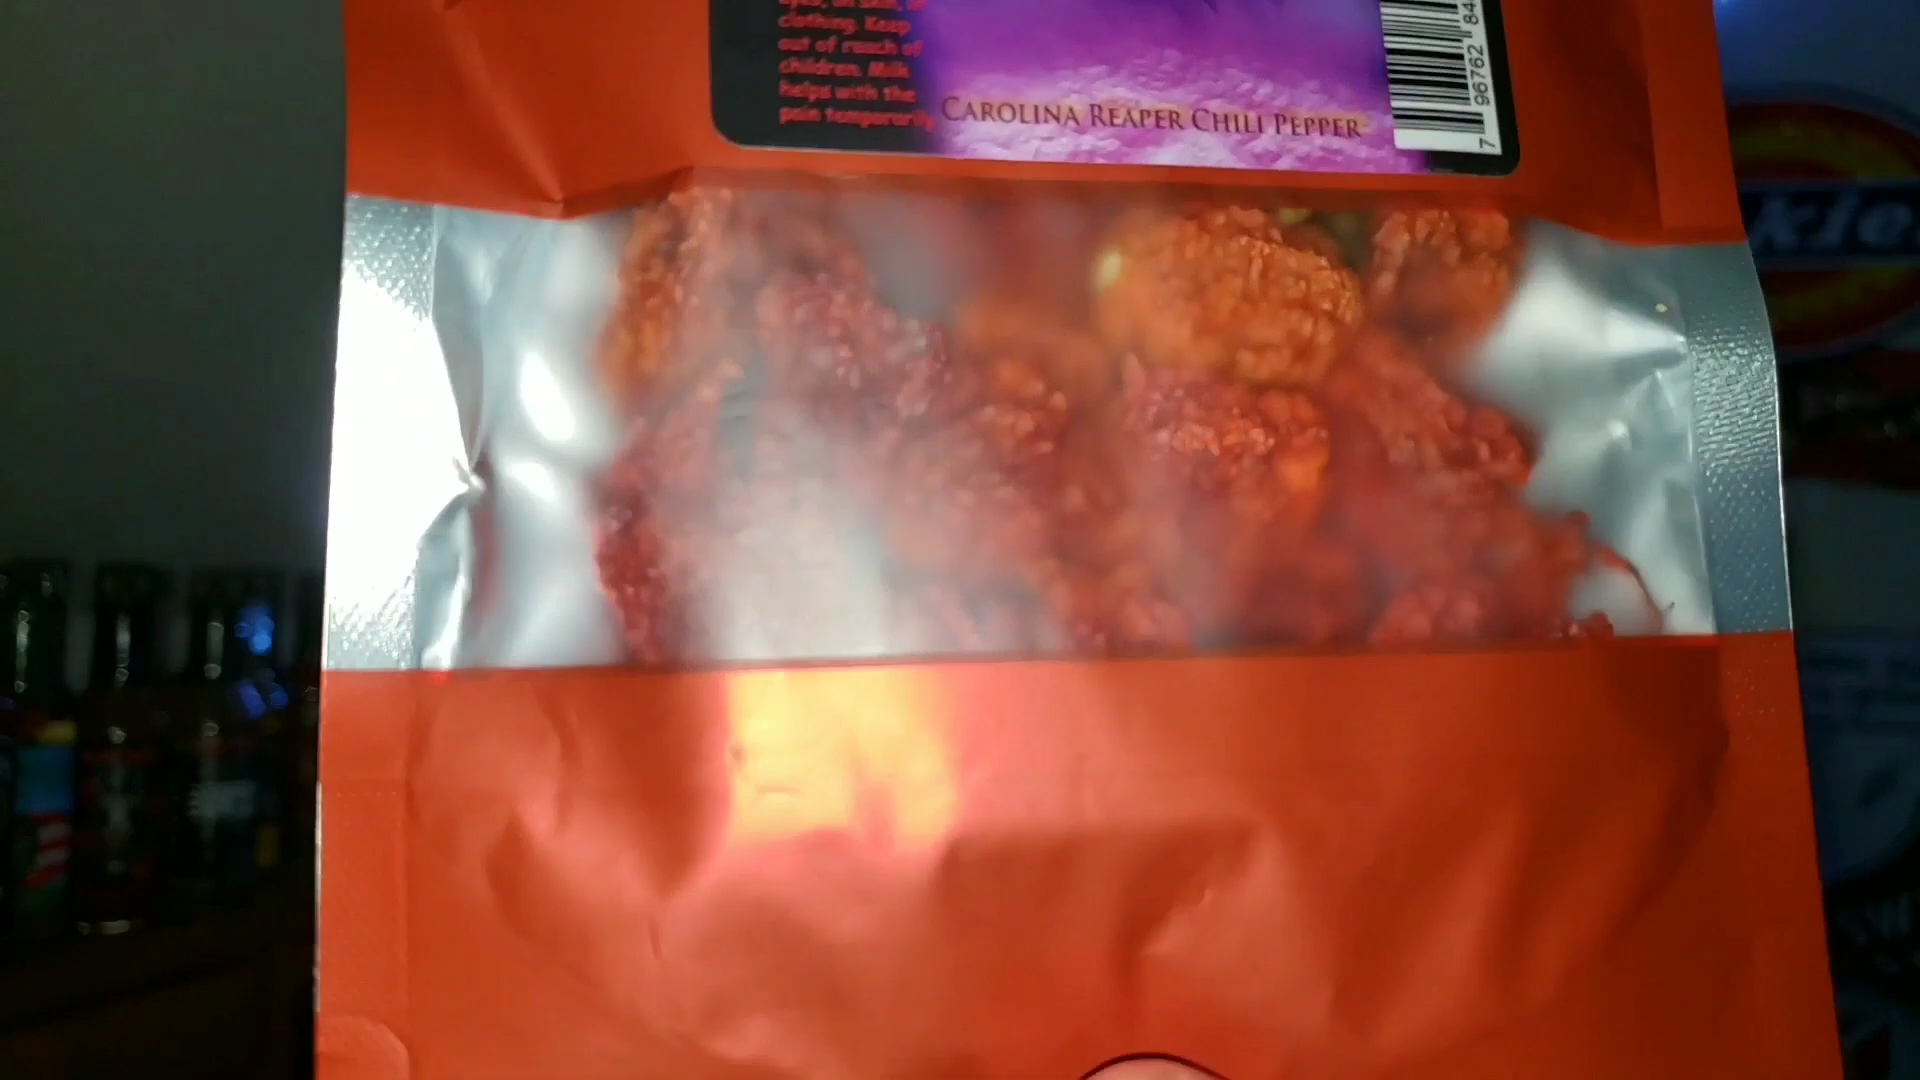 clothing. Keep
out of reach of
children. Milk
helps with the
pain temporarily
CAROLINA REAPER CHILI PEPPER
7 96762 84
kie